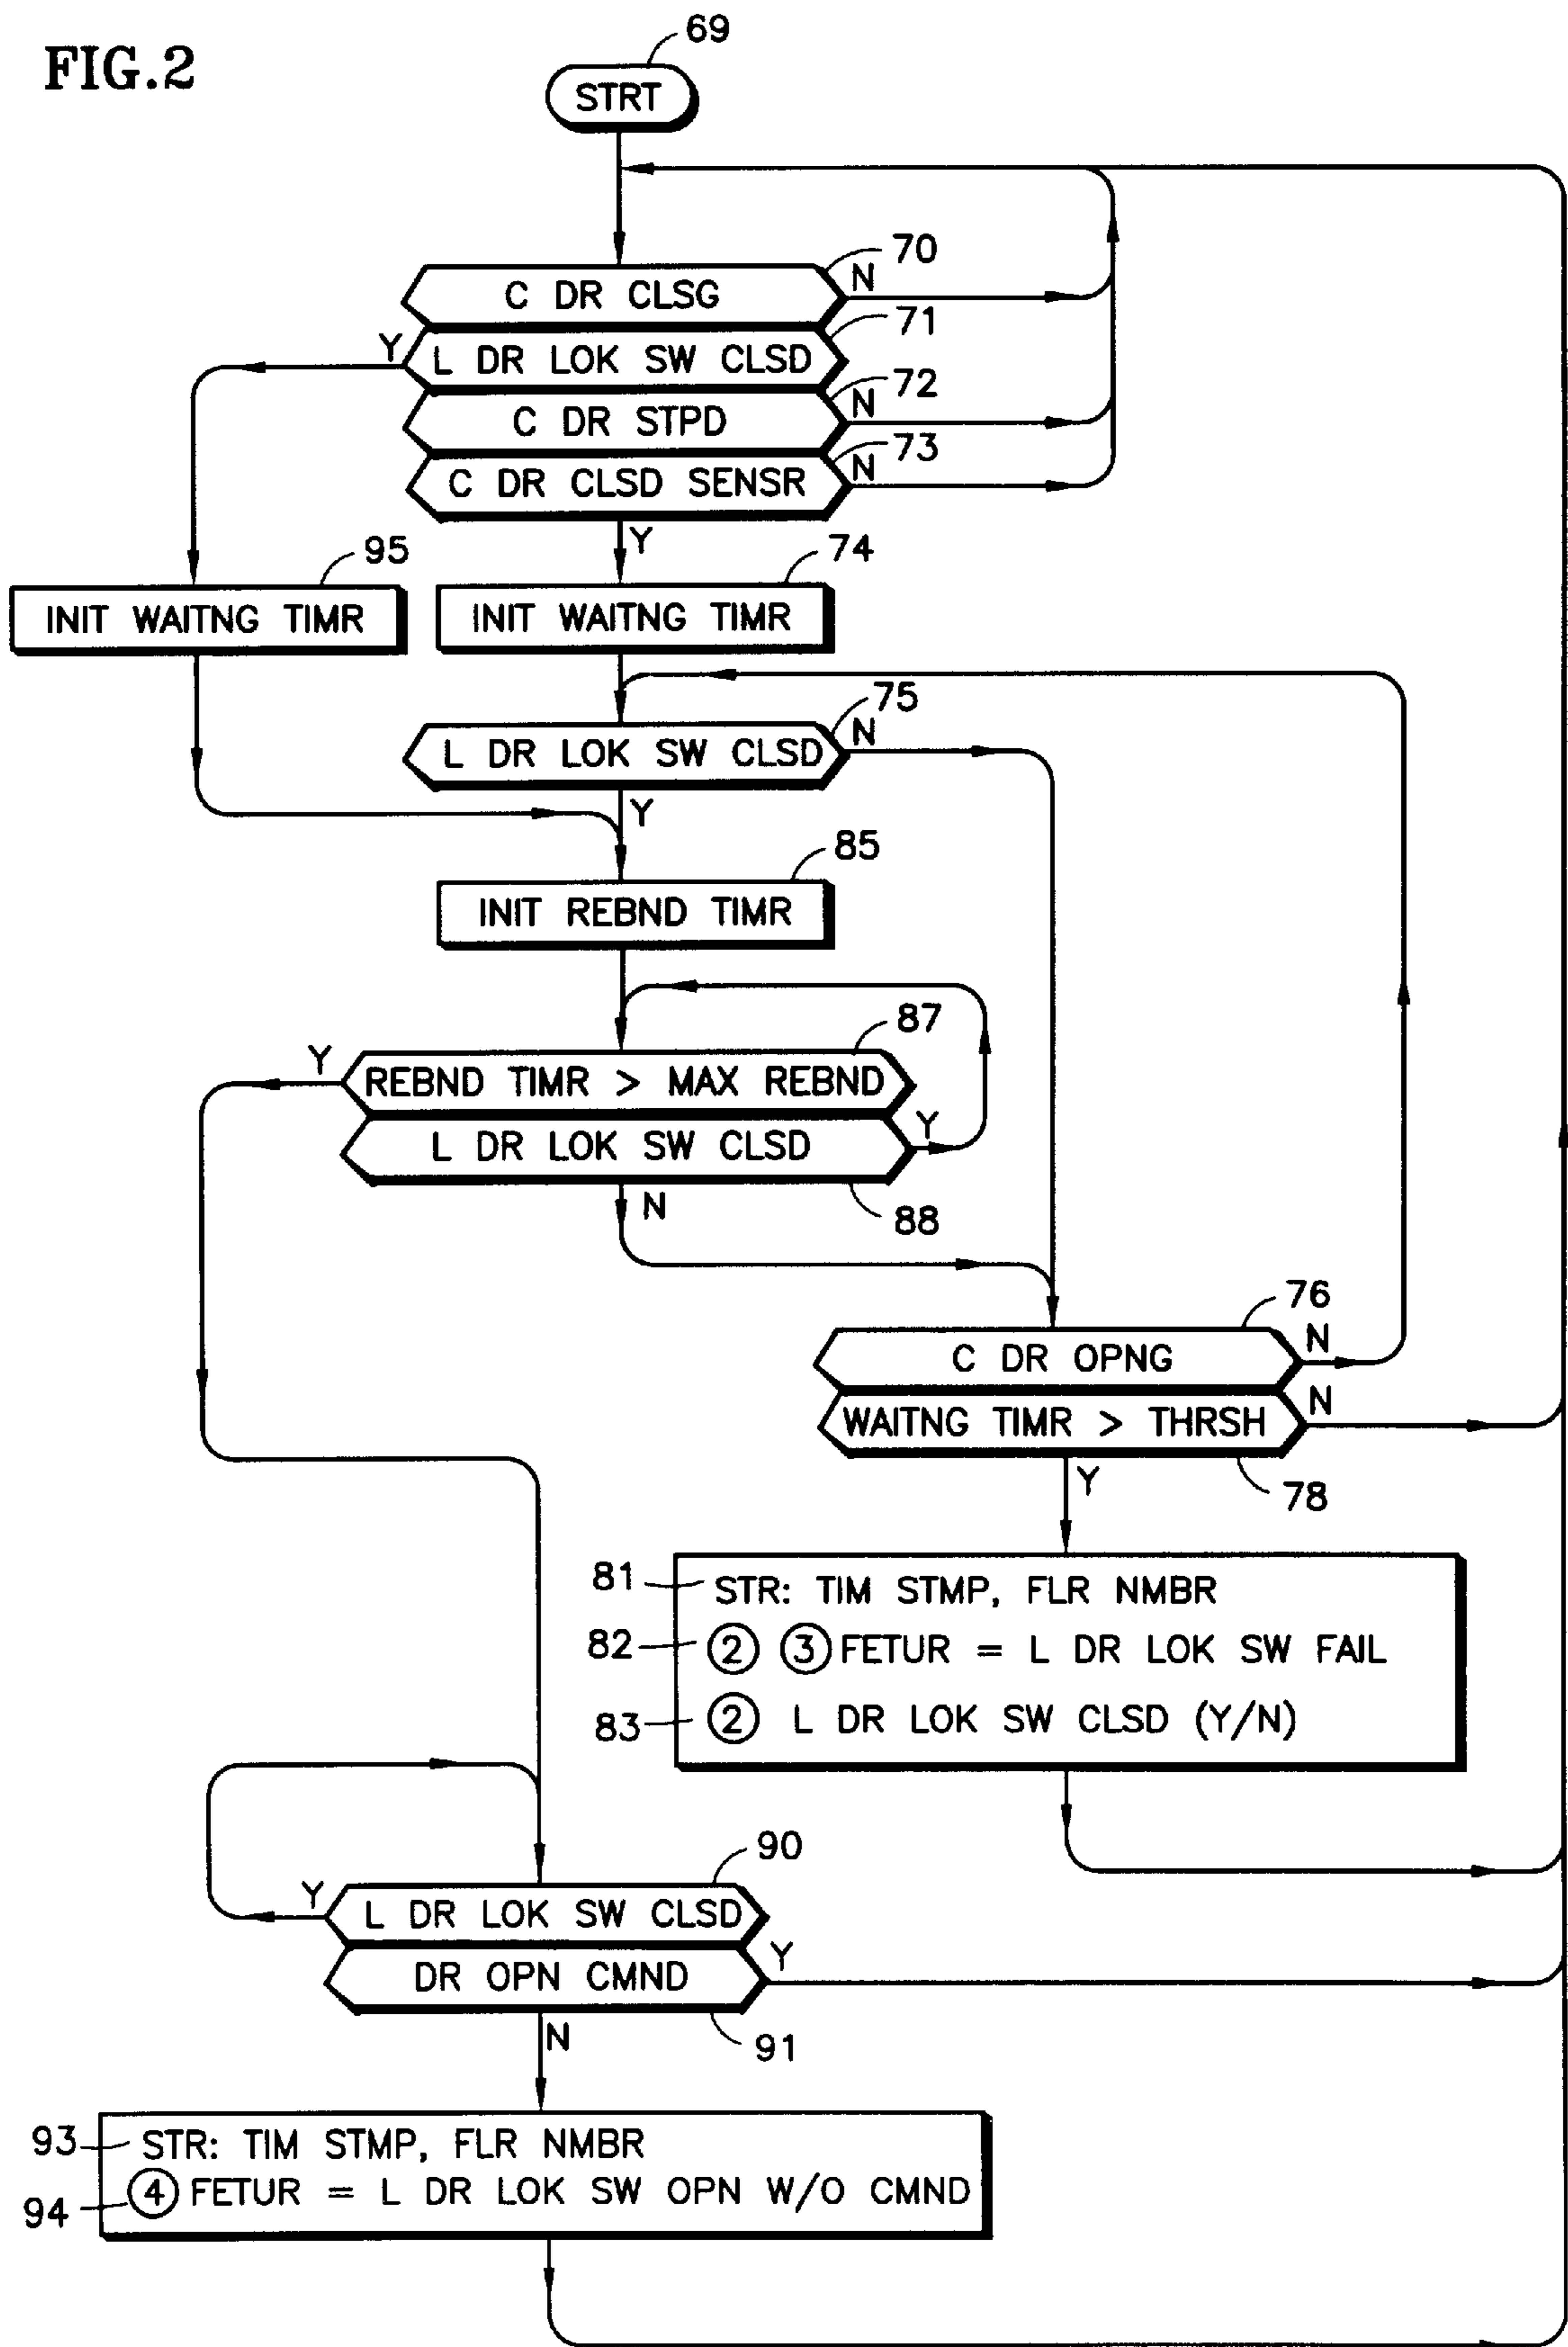 FIG.2
69
STRT
70
C DR CLSG
N
71
Y
L DR LOK SW CLSD
72
C DR STPD
N
73
C DR CLSD SENSR
N
Y
95
74
INIT WAITNG TIMR
INIT WAITNG TIMR
75
L DR LOK SW CLSD
N
Y
85
INIT REBND TIMR
87
Y
REBND TIMR > MAX REBND
L DR LOK SW CLSD
Y
88
N
76
C DR OPNG
N
WAITNG TIMR > THRSH
N
78
Y
81
STR: TIM STMP, FLR NMBR
82
② ③ FETUR = L DR LOK SW FAIL
83
② L DR LOK SW CLSD (Y/N)
90
Y
L DR LOK SW CLSD
DR OPN CMND
Y
91
N
93
STR: TIM STMP, FLR NMBR
94
④ FETUR = L DR LOK SW OPN W/O CMND